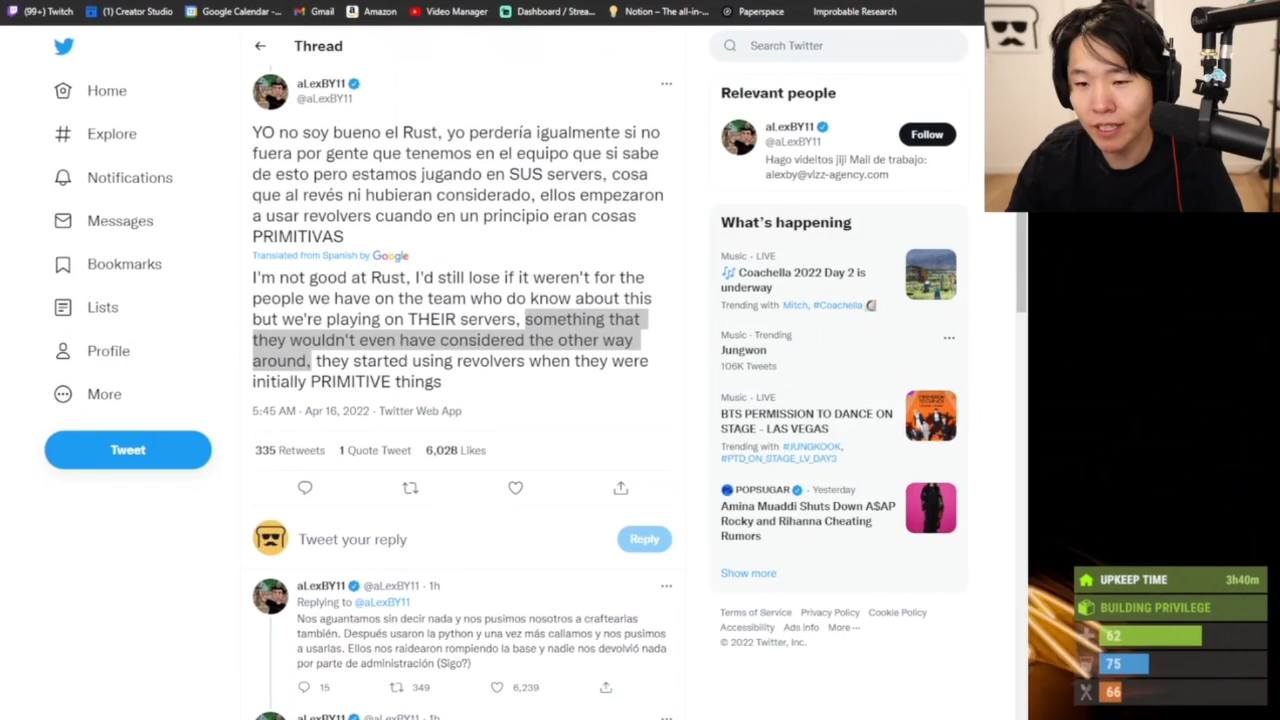 (99+) Twitch
(1) Creator Studio
Google Calendar -...
Gmail
Amazon
Video Manager
Dashboard / Strea...
Notion – The all-in-...
Paperspace
Improbable Research
Home
Explore
Notifications
Messages
Bookmarks
Lists
Profile
More
Tweet
Thread
aLexBY11
@aLexBY11
YO no soy bueno el Rust, yo perdería igualmente si no
fuera por gente que tenemos en el equipo que si sabe
de esto pero estamos jugando en SUS servers, cosa
que al revés ni hubieran considerado, ellos empezaron
a usar revolvers cuando en un principio eran cosas
PRIMITIVAS
Translated from Spanish by Google
I'm not good at Rust, I'd still lose if it weren't for the
people we have on the team who do know about this
but we're playing on THEIR servers, something that
they wouldn't even have considered the other way
around, they started using revolvers when they were
initially PRIMITIVE things
5:45 AM · Apr 16, 2022 · Twitter Web App
335 Retweets 1 Quote Tweet 6,028 Likes
Tweet your reply
Reply
aLexBY11 @aLexBY11 · 1h
Replying to @aLexBY11
Nos aguantamos sin decir nada y nos pusimos nosotros a craftearlas
también. Después usaron la python y una vez más callamos y nos pusimos
a usarlas. Ellos nos raidearon rompiendo la base y nadie nos devolvió nada
por parte de administración (Sigo?)
15 349 6,239
aLexBY11 @aLexBY11 · 1h
Search Twitter
Relevant people
aLexBY11
@aLexBY11
Follow
Hago videitos jiji Mail de trabajo:
alexby@vizz-agency.com
What's happening
Music · LIVE
Coachella 2022 Day 2 is
underway
Trending with Mitch, #Coachella
Music · Trending
Jungwon
106K Tweets
Music · LIVE
BTS PERMISSION TO DANCE ON
STAGE - LAS VEGAS
Trending with #JUNGKOOK,
#PTD_ON_STAGE_LV_DAY3
POPSUGAR · Yesterday
Amina Muaddi Shuts Down A$AP
Rocky and Rihanna Cheating
Rumors
Show more
Terms of Service Privacy Policy Cookie Policy
Accessibility Ads info More ···
© 2022 Twitter, Inc.
UPKEEP TIME 3h40m
BUILDING PRIVILEGE
62
75
66